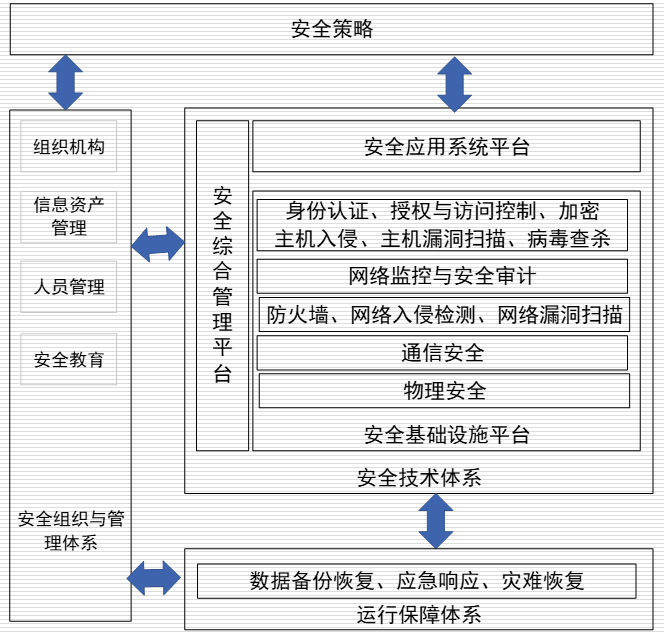 安全策略
组织机构
信息资产
管理
人员管理
安全教育
安全组织与管
理体系
安全综合管理平台
安全应用系统平台
身份认证、授权与访问控制、加密
主机入侵、主机漏洞扫描、病毒查杀
网络监控与安全审计
防火墙、网络入侵检测、网络漏洞扫描
通信安全
物理安全
安全基础设施平台
安全技术体系
数据备份恢复、应急响应、灾难恢复
运行保障体系